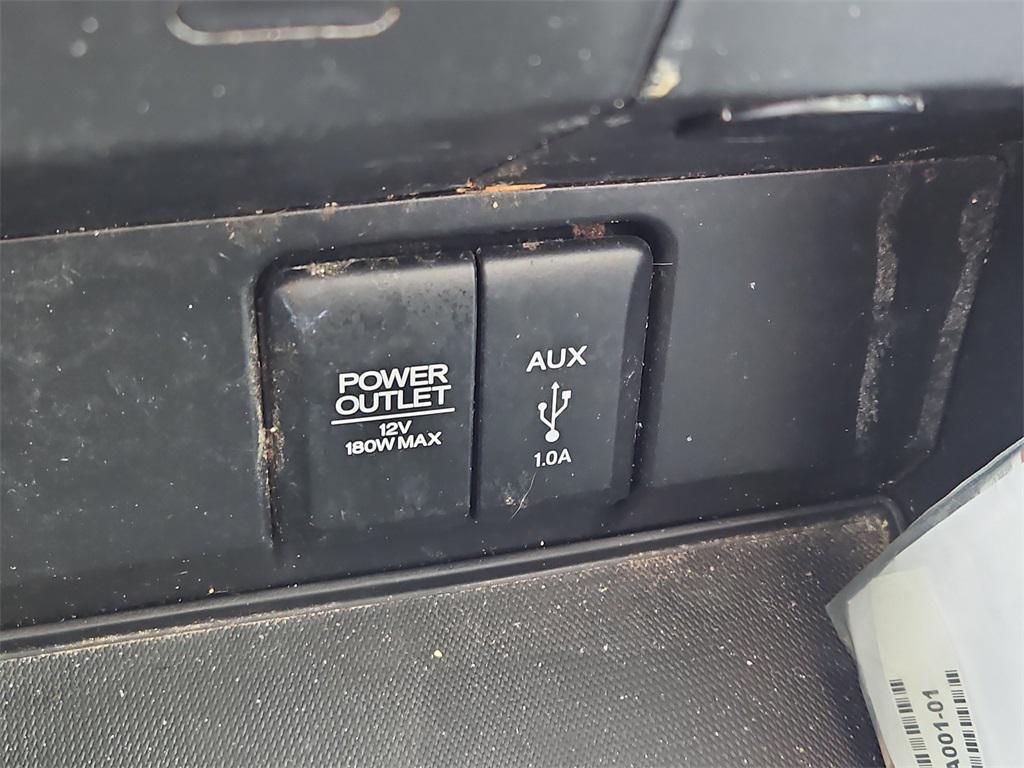 POWER
OUTLET
12V
180W MAX
AUX
1.0A
A001-01